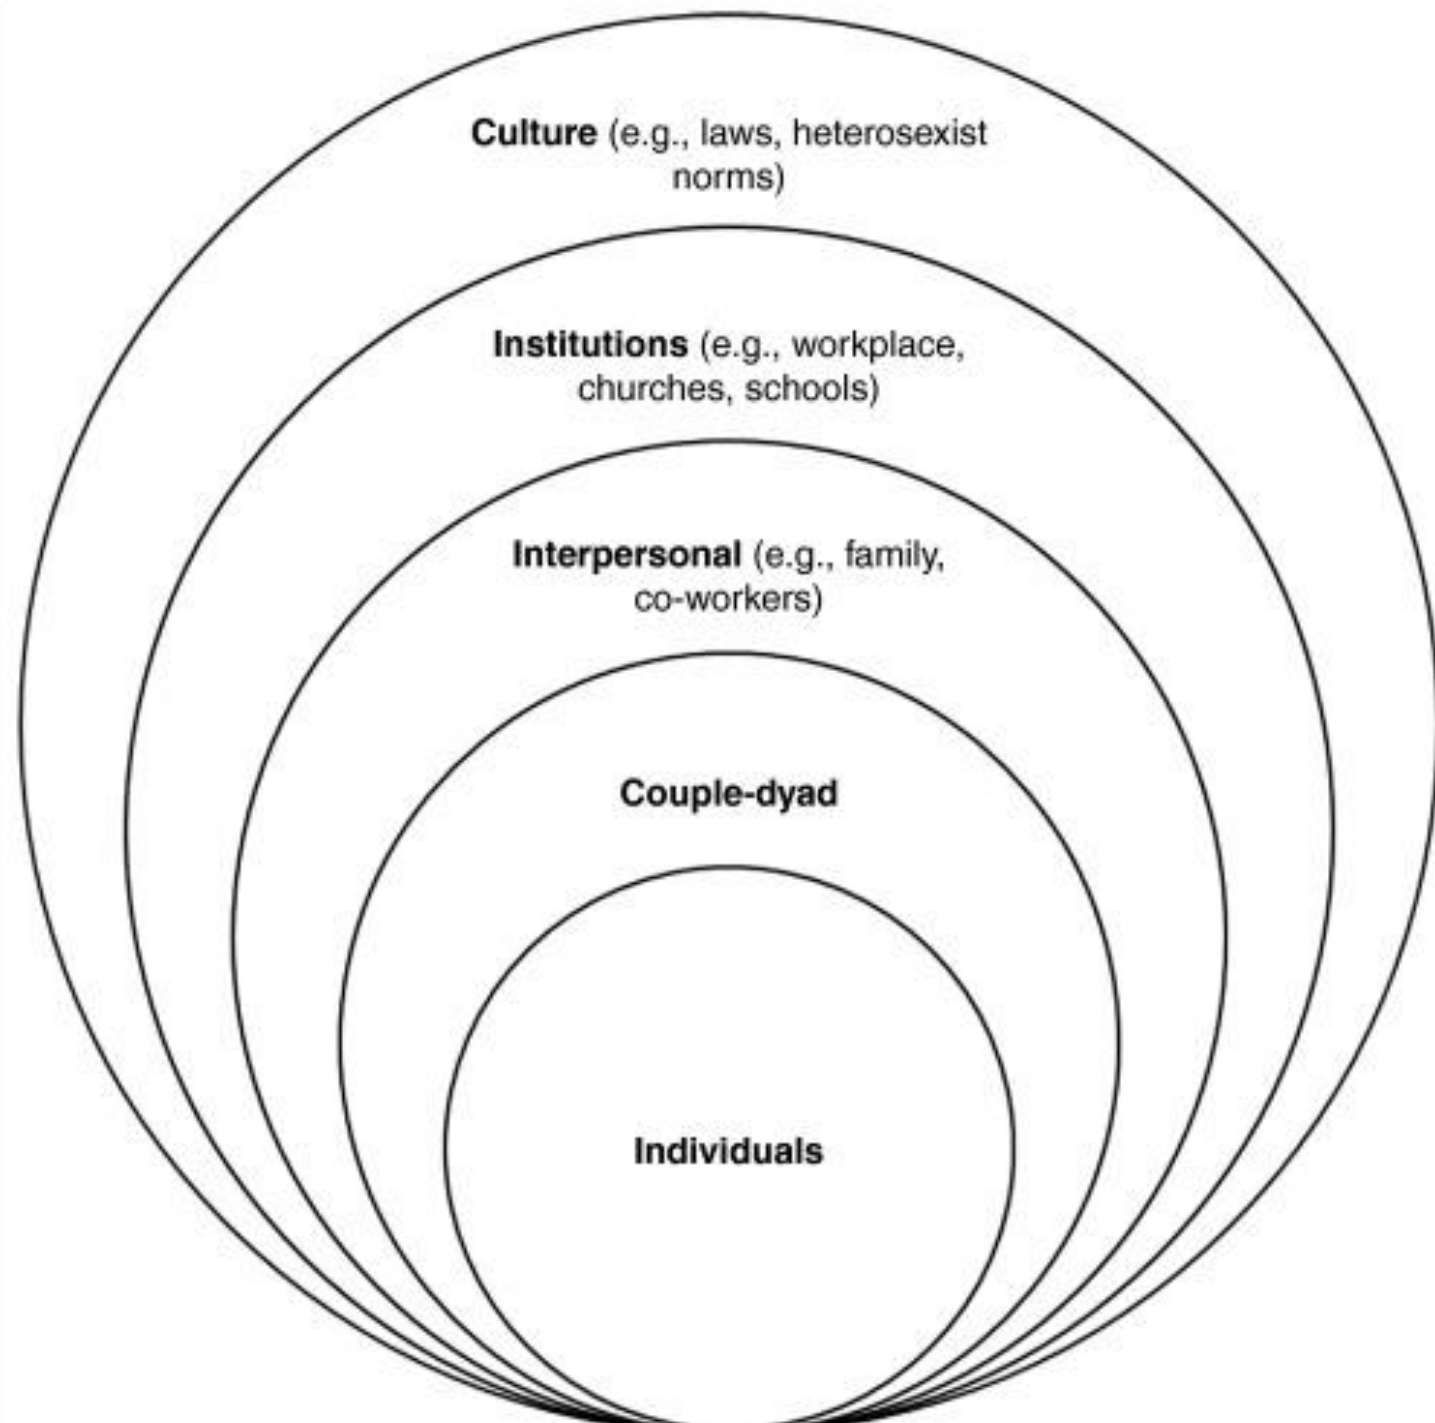 Culture (e.g., laws, heterosexist
norms)
Institutions (e.g., workplace,
churches, schools)
Interpersonal (e.g., family,
co-workers)
Couple-dyad
Individuals